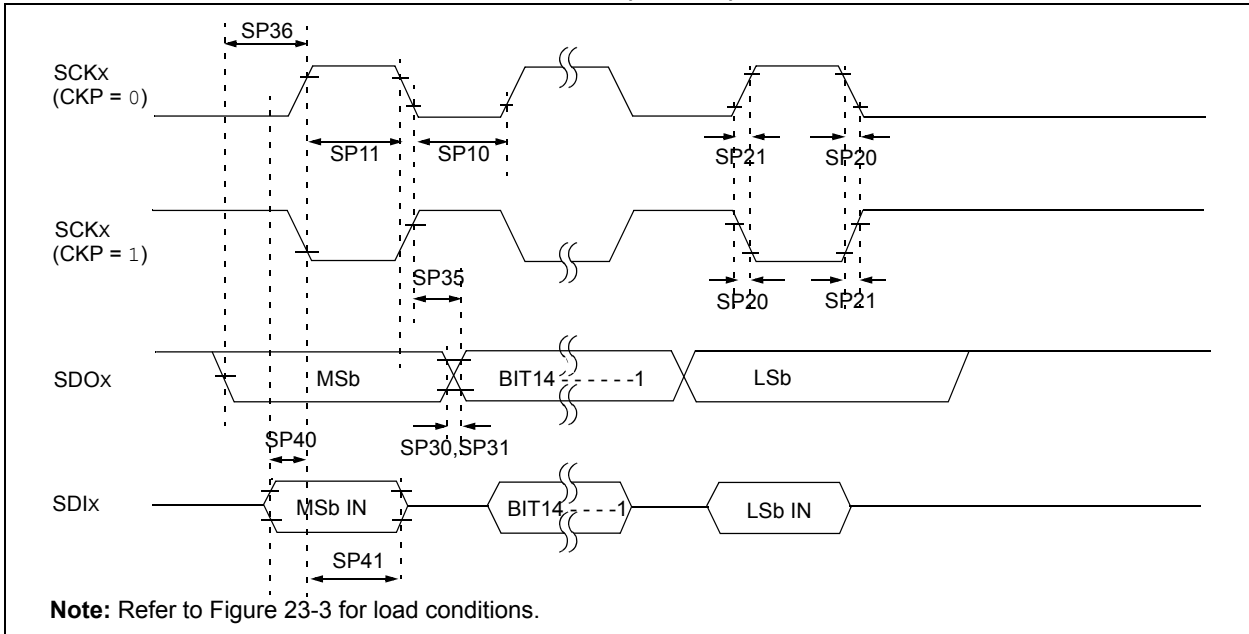 SP36
SCKx
(CKP = 0)
SP11
SP10
SP21
SP20
SCKx
(CKP = 1)
SP35
SP20
SP21
SDOx
MSb
BIT14 - - - - - -1
LSb
SP40
SP30,SP31
SDIx
MSb IN
BIT14 - - - -1
LSb IN
SP41
Note: Refer to Figure 23-3 for load conditions.